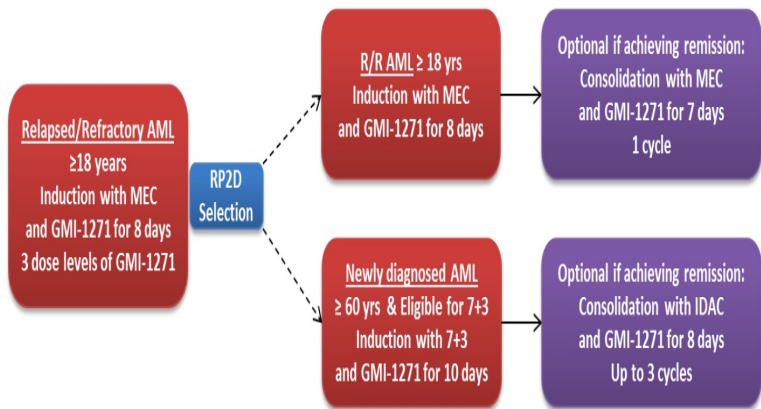 Relapsed/Refractory AML
≥18 years
Induction with MEC
and GMI-1271 for 8 days
3 dose levels of GMI-1271
RP2D
Selection
R/R AML ≥ 18 yrs
Induction with MEC
and GMI-1271 for 8 days
Optional if achieving remission:
Consolidation with MEC
and GMI-1271 for 7 days
1 cycle
Newly diagnosed AML
≥ 60 yrs & Eligible for 7+3
Induction with 7+3
and GMI-1271 for 10 days
Optional if achieving remission:
Consolidation with IDAC
and GMI-1271 for 8 days
Up to 3 cycles